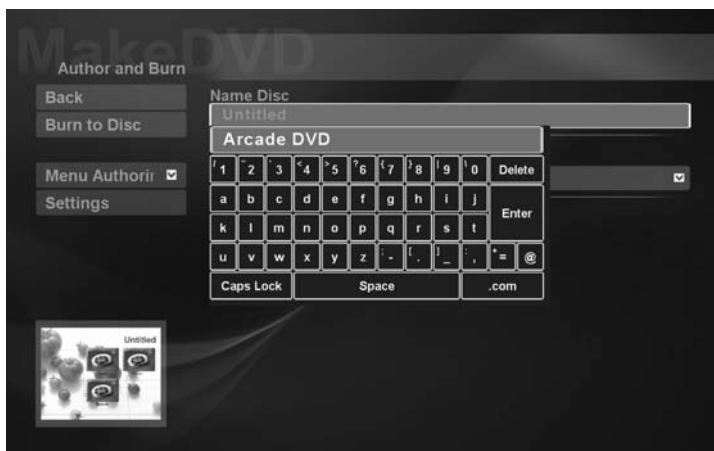 MakeDVD
Author and Burn
Back
Burn to Disc
Menu Authorir
Settings
Name Disc
Untitled
Arcade DVD
/ 1 ~ 2 ' 3 < 4 > 5 ? 6 { 7 } 8 | 9 \ 0 Delete
a b c d e f g h i j
Enter
k l m n o p q r s t
u v w x y z ; - [ . ] _ : , + = @
Caps Lock Space .com
Untitled